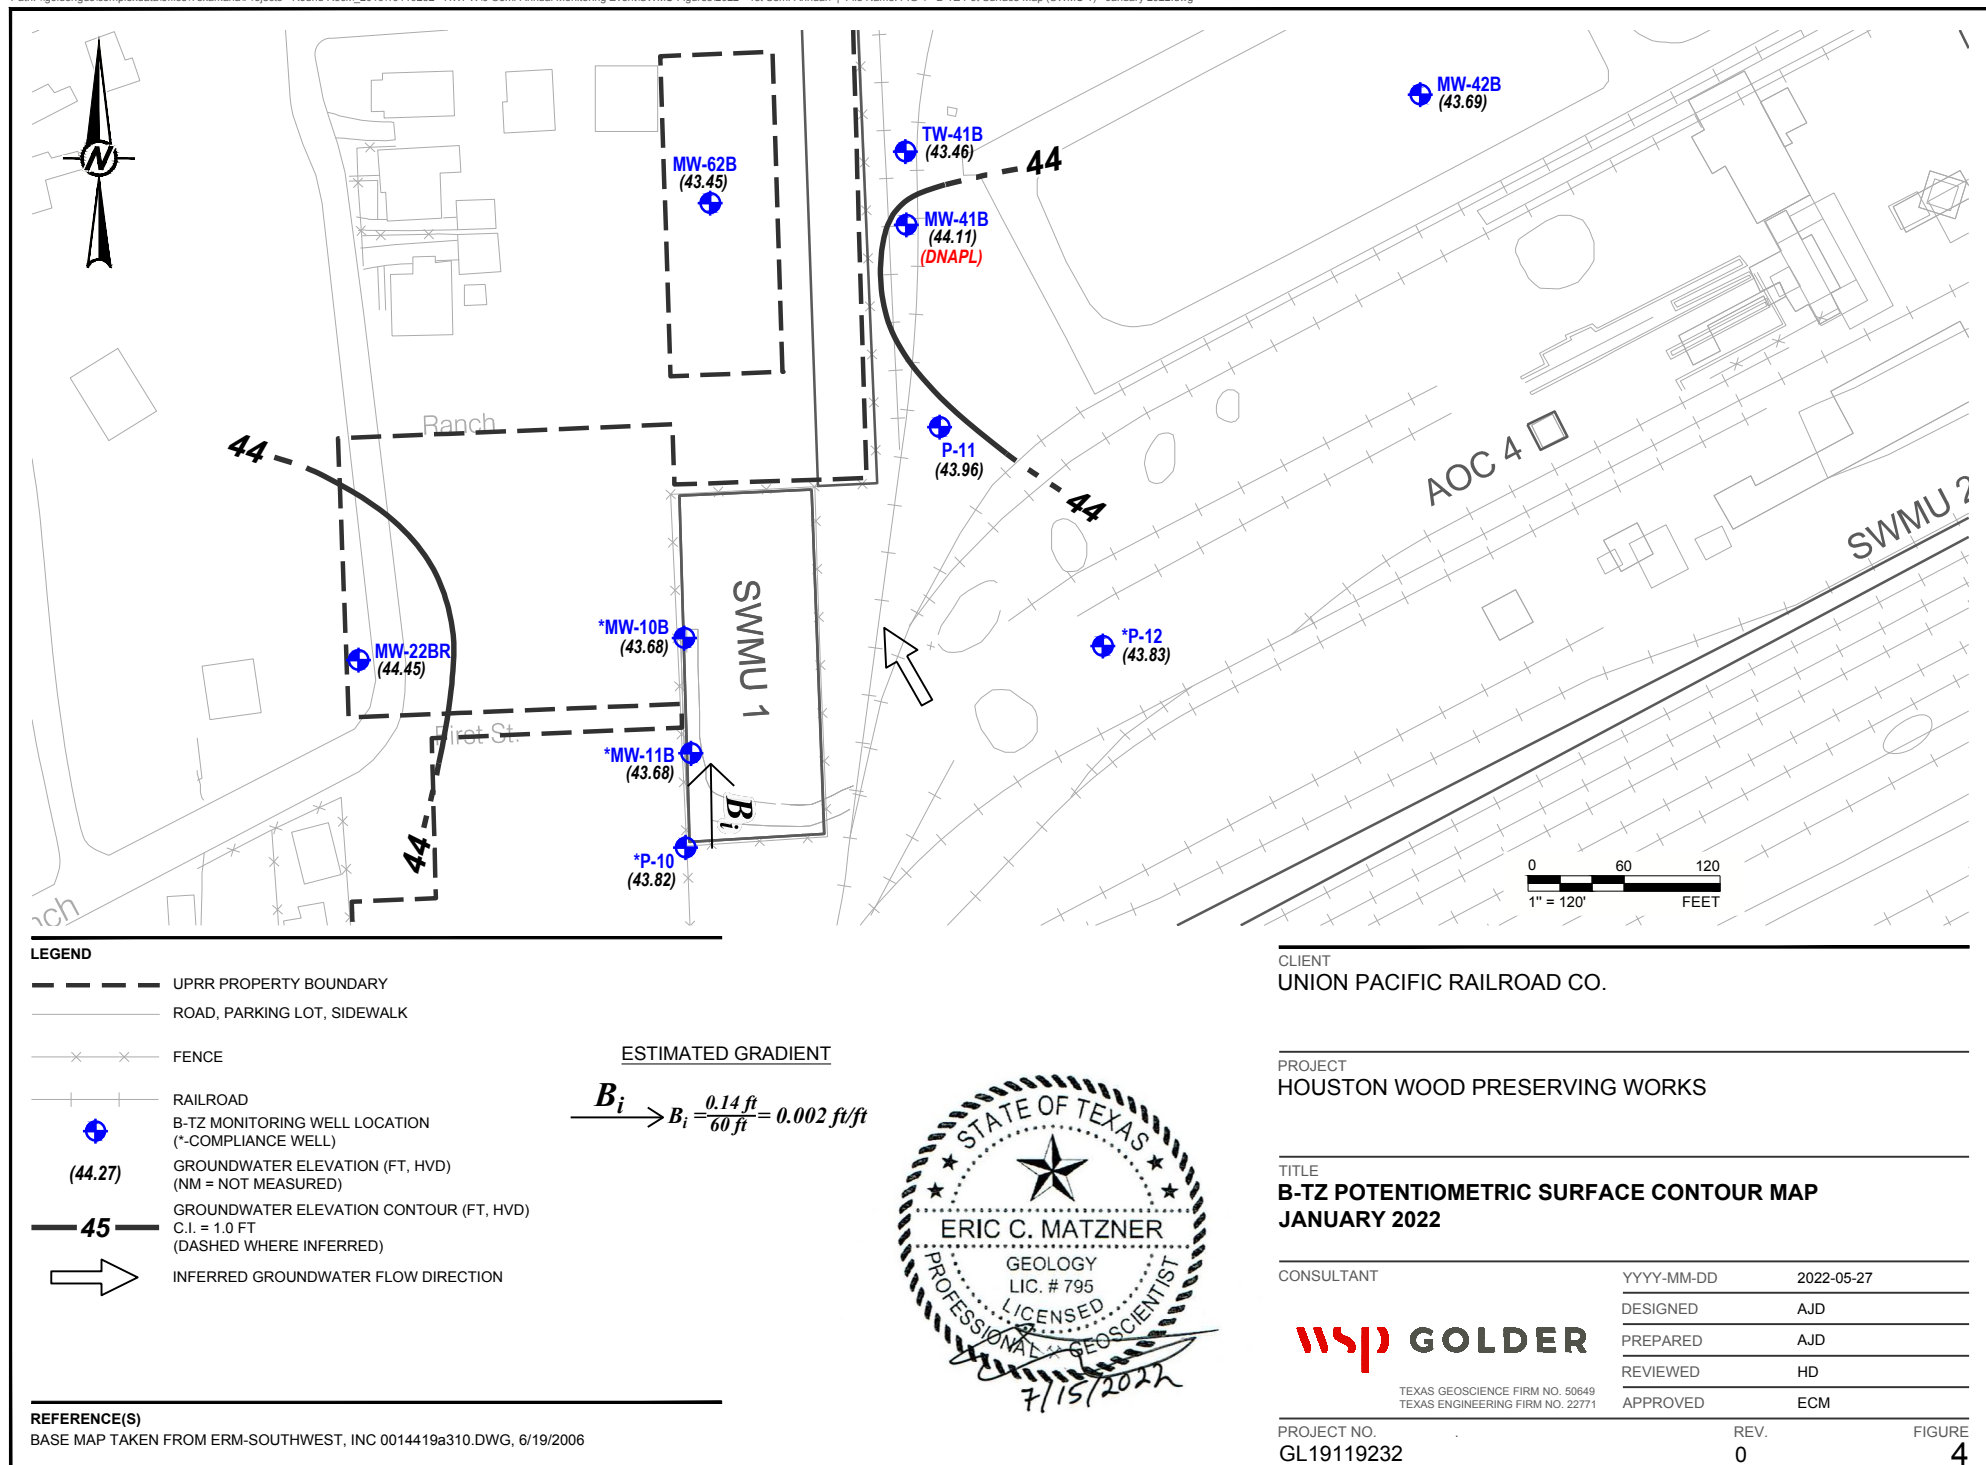 N
MW-42B
(43.69)
TW-41B
(43.46)
44
MW-62B
(43.45)
MW-41B
(44.11)
(DNAPL)
Ranch
44
P-11
(43.96)
44
AOC 4
SWMU 2
SWMU 1
*MW-10B
(43.68)
*P-12
(43.83)
MW-22BR
(44.45)
First St.
*MW-11B
(43.68)
Bi
44
*P-10
(43.82)
0 60 120
1" = 120' FEET
LEGEND
UPRR PROPERTY BOUNDARY
ROAD, PARKING LOT, SIDEWALK
FENCE
RAILROAD
B-TZ MONITORING WELL LOCATION
(*-COMPLIANCE WELL)
(44.27)
GROUNDWATER ELEVATION (FT, HVD)
(NM = NOT MEASURED)
45
GROUNDWATER ELEVATION CONTOUR (FT, HVD)
C.I. = 1.0 FT
(DASHED WHERE INFERRED)
INFERRED GROUNDWATER FLOW DIRECTION
ESTIMATED GRADIENT
Bi
Bi = 0.14 ft / 60 ft = 0.002 ft/ft
STATE OF TEXAS
ERIC C. MATZNER
GEOLOGY
LIC. # 795
LICENSED
PROFESSIONAL GEOSCIENTIST
7/15/2022
REFERENCE(S)
BASE MAP TAKEN FROM ERM-SOUTHWEST, INC 0014419a310.DWG, 6/19/2006
CLIENT
UNION PACIFIC RAILROAD CO.
PROJECT
HOUSTON WOOD PRESERVING WORKS
TITLE
B-TZ POTENTIOMETRIC SURFACE CONTOUR MAP
JANUARY 2022
CONSULTANT
wsp GOLDER
TEXAS GEOSCIENCE FIRM NO. 50649
TEXAS ENGINEERING FIRM NO. 22771
YYYY-MM-DD 2022-05-27
DESIGNED AJD
PREPARED AJD
REVIEWED HD
APPROVED ECM
PROJECT NO. .
GL19119232
REV.
0
FIGURE
4